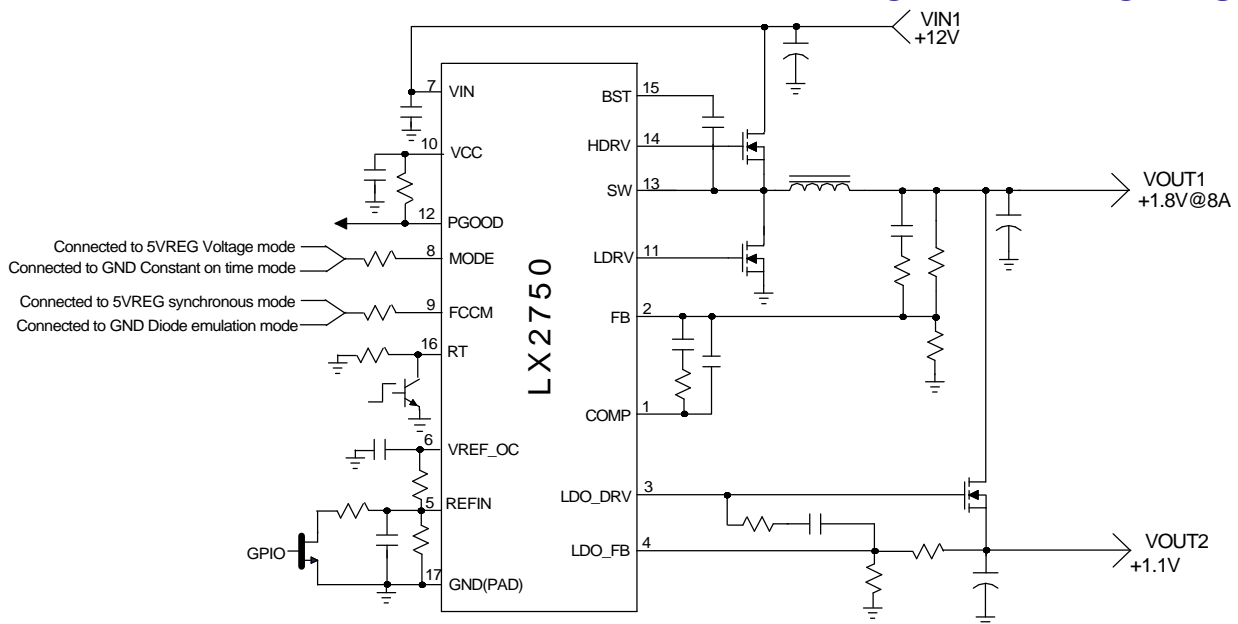 VIN1
+12V
7
VIN
BST
15
10
VCC
HDRV
14
SW
13
VOUT1
+1.8V@8A
12
PGOOD
Connected to 5VREG Voltage mode
Connected to GND Constant on time mode
8
MODE
LDRV
11
Connected to 5VREG synchronous mode
Connected to GND Diode emulation mode
9
FCCM
FB
2
16
RT
LX2750
COMP
1
6
VREF_OC
LDO_DRV
3
5
REFIN
GPIO
LDO_FB
4
VOUT2
+1.1V
17
GND(PAD)